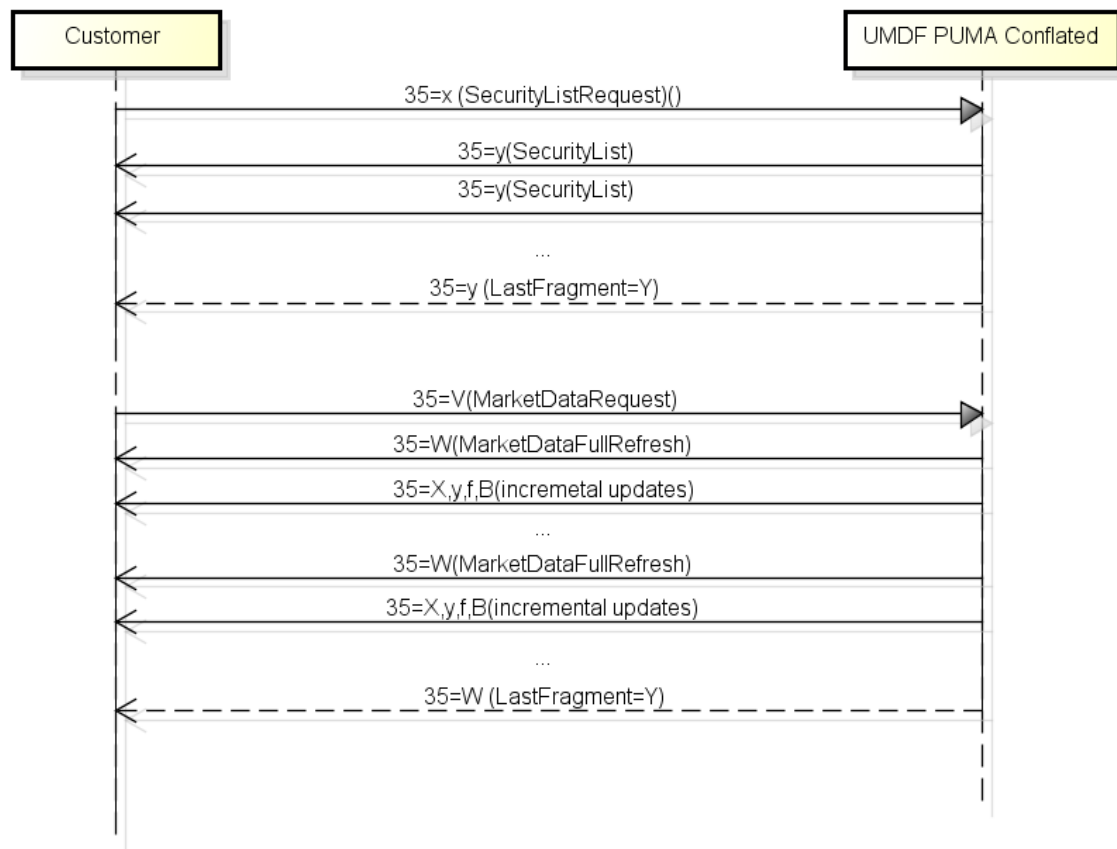 Customer
UMDF PUMA Conflated
35=x (SecurityListRequest)()
35=y(SecurityList)
35=y(SecurityList)
...
35=y (LastFragment=Y)
35=V(MarketDataRequest)
35=W(MarketDataFullRefresh)
35=X,y,f,B(incremetal updates)
...
35=W(MarketDataFullRefresh)
35=X,y,f,B(incremental updates)
...
35=W (LastFragment=Y)